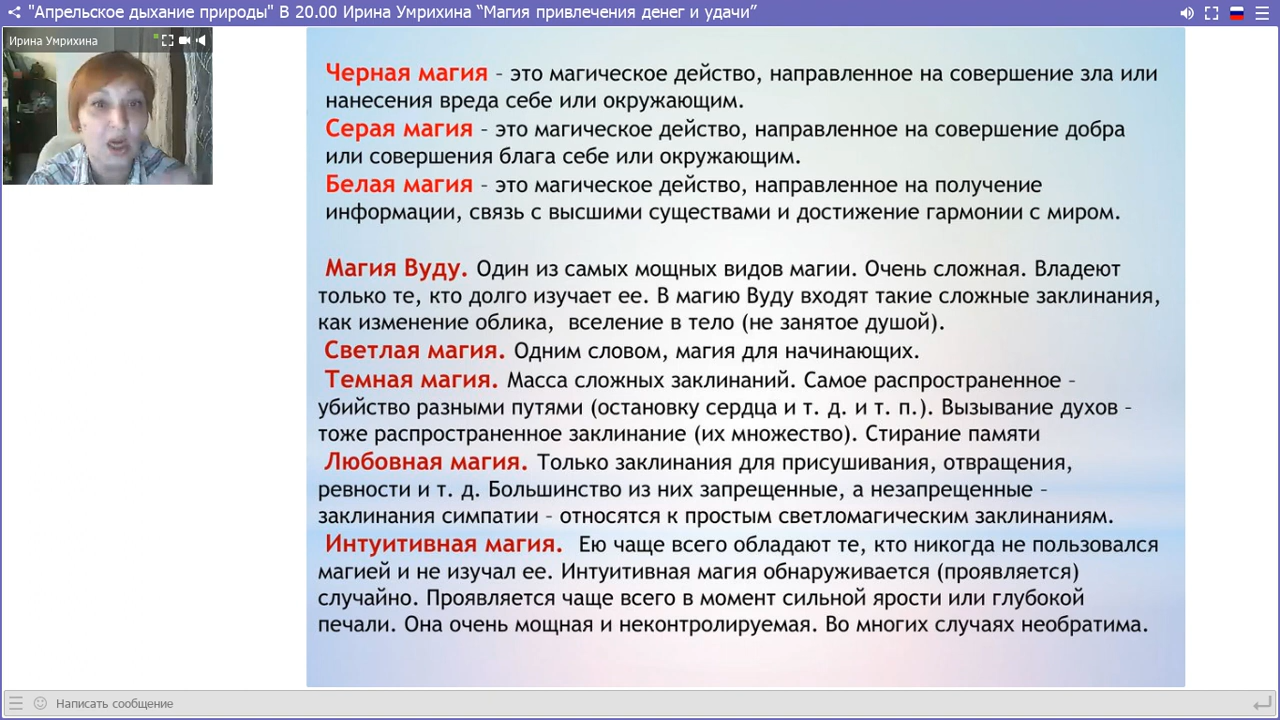 "Апрельское дыхание природы" В 20.00 Ирина Умрихина “Магия привлечения денег и удачи”
Ирина Умрихина
Черная магия - это магическое действо, направленное на совершение зла или
нанесения вреда себе или окружающим.
Серая магия - это магическое действо, направленное на совершение добра
или совершения блага себе или окружающим.
Белая магия - это магическое действо, направленное на получение
информации, связь с высшими существами и достижение гармонии с миром.
Магия Вуду. Один из самых мощных видов магии. Очень сложная. Владеют
только те, кто долго изучает ее. В магию Вуду входят такие сложные заклинания,
как изменение облика, вселение в тело (не занятое душой).
Светлая магия. Одним словом, магия для начинающих.
Темная магия. Масса сложных заклинаний. Самое распространенное –
убийство разными путями (остановку сердца и т. д. и т. п.). Вызывание духов –
тоже распространенное заклинание (их множество). Стирание памяти
Любовная магия. Только заклинания для присушивания, отвращения,
ревности и т. д. Большинство из них запрещенные, а незапрещенные –
заклинания симпатии – относятся к простым светломагическим заклинаниям.
Интуитивная магия. Ею чаще всего обладают те, кто никогда не пользовался
магией и не изучал ее. Интуитивная магия обнаруживается (проявляется)
случайно. Проявляется чаще всего в момент сильной ярости или глубокой
печали. Она очень мощная и неконтролируемая. Во многих случаях необратима.
Написать сообщение